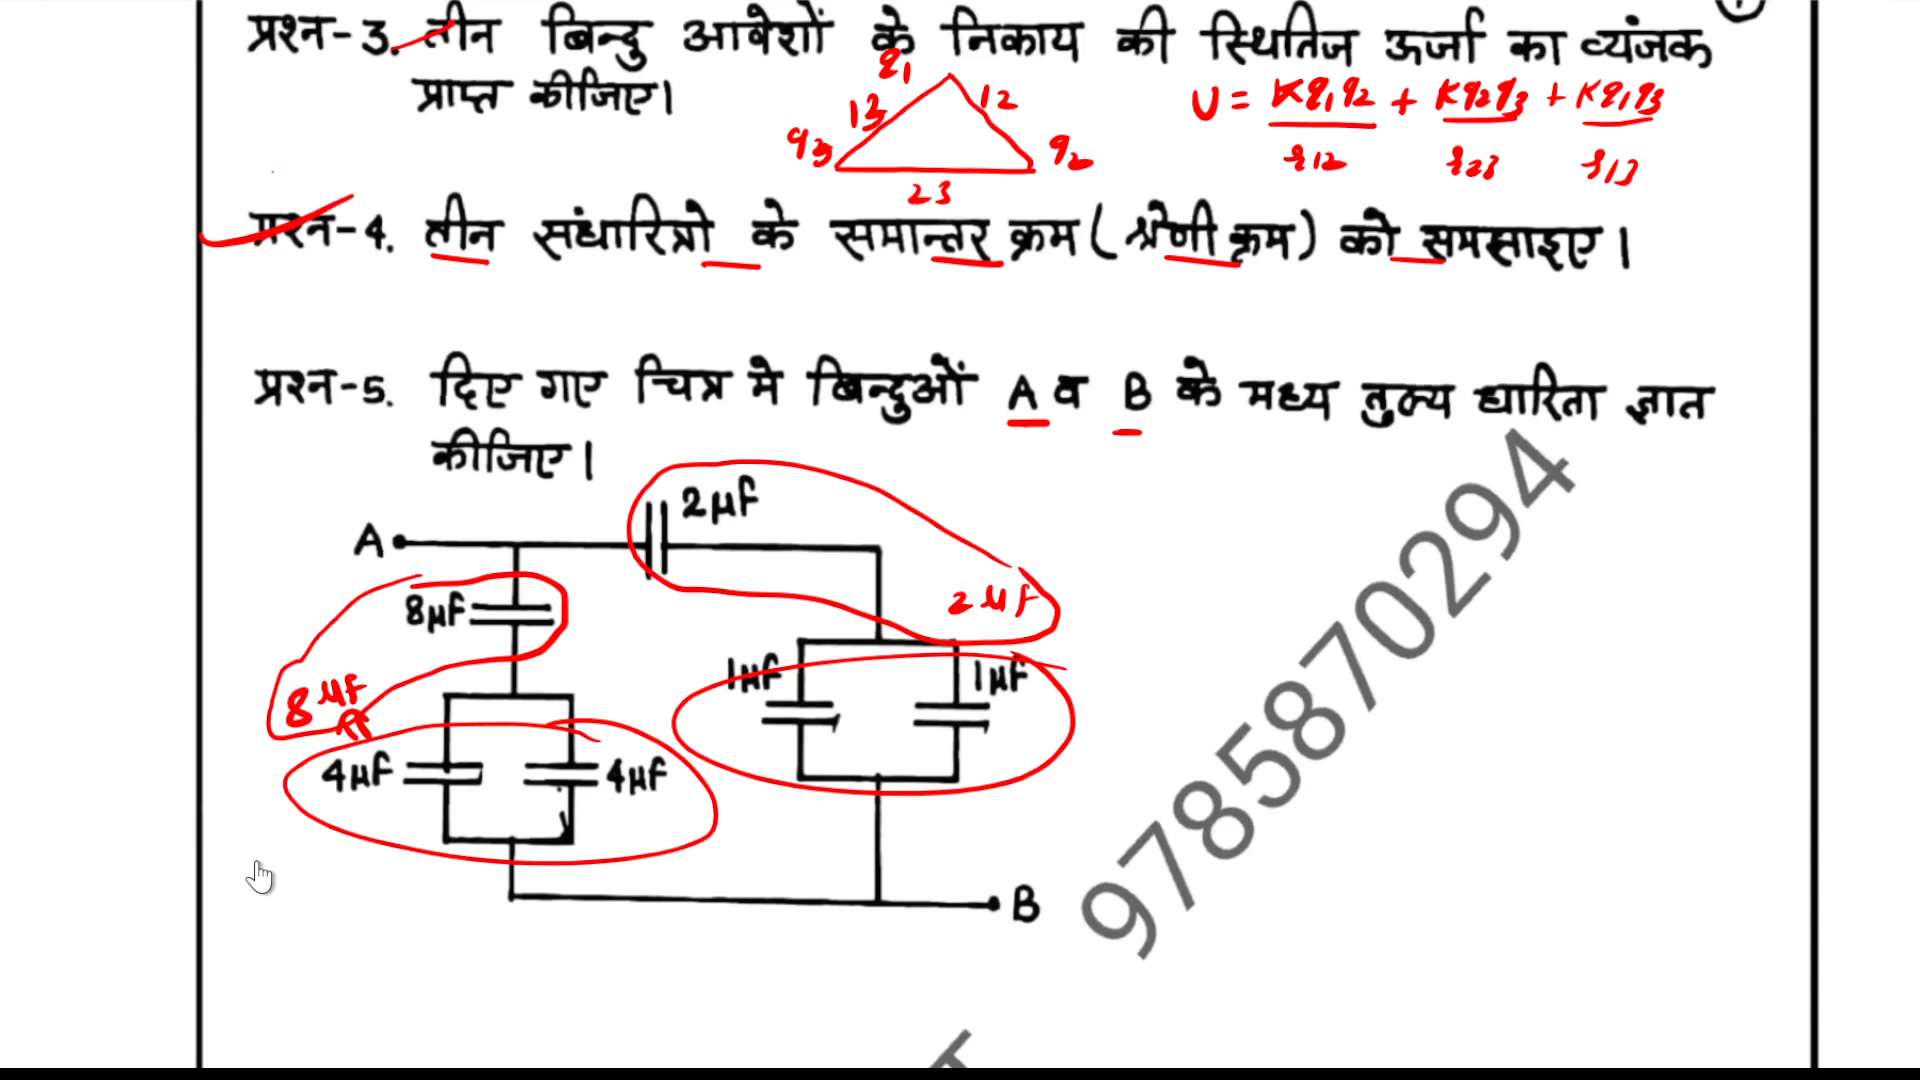 प्रश्न-3. तीन बिन्दु आवेशों के निकाय की स्थितिज ऊर्जा का व्यंजक
प्राप्त कीजिए।
q1
13
12
q3
q2
23
U = Kq1q2 + Kq2q3 + Kq1q3
r12 r23 r13
प्रश्न-4. तीन संधारित्रो के समान्तर क्रम (श्रेणी क्रम) को समझाइए।
प्रश्न-5. दिए गए चित्र मे बिन्दुओं A व B के मध्य तुल्य धारिता ज्ञात
कीजिए।
2μF
A
2μF
8μF
1μF
1μF
8μF
4μF
4μF
B
9785870294